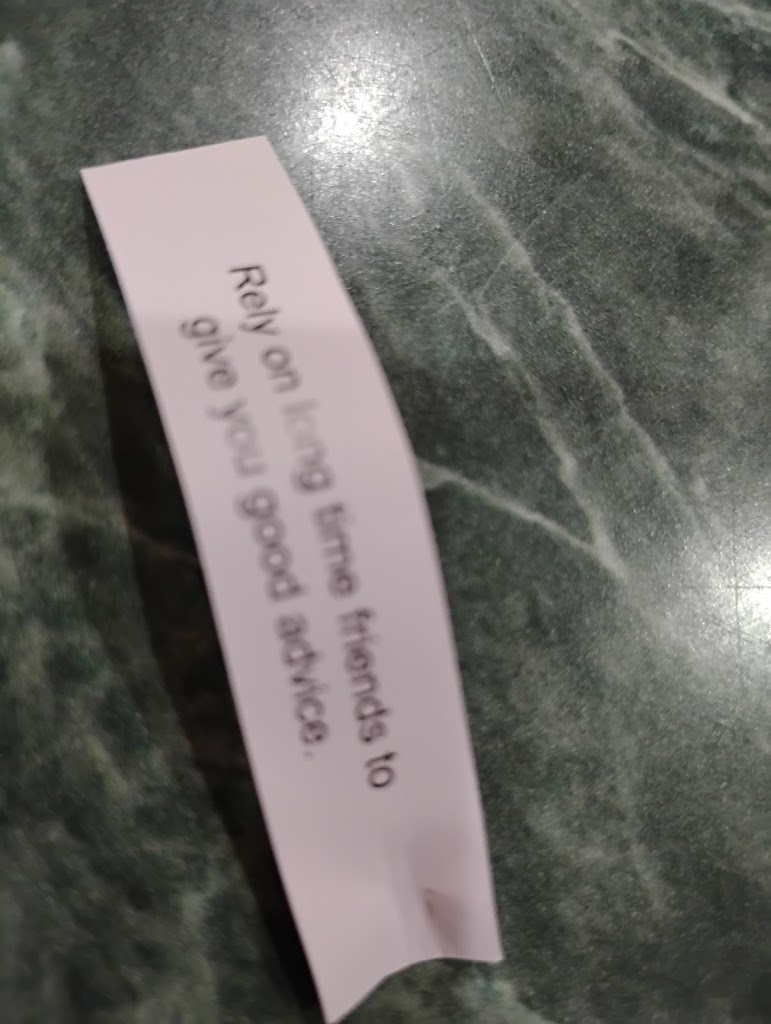 Rely on long time friends to
give you good advice.